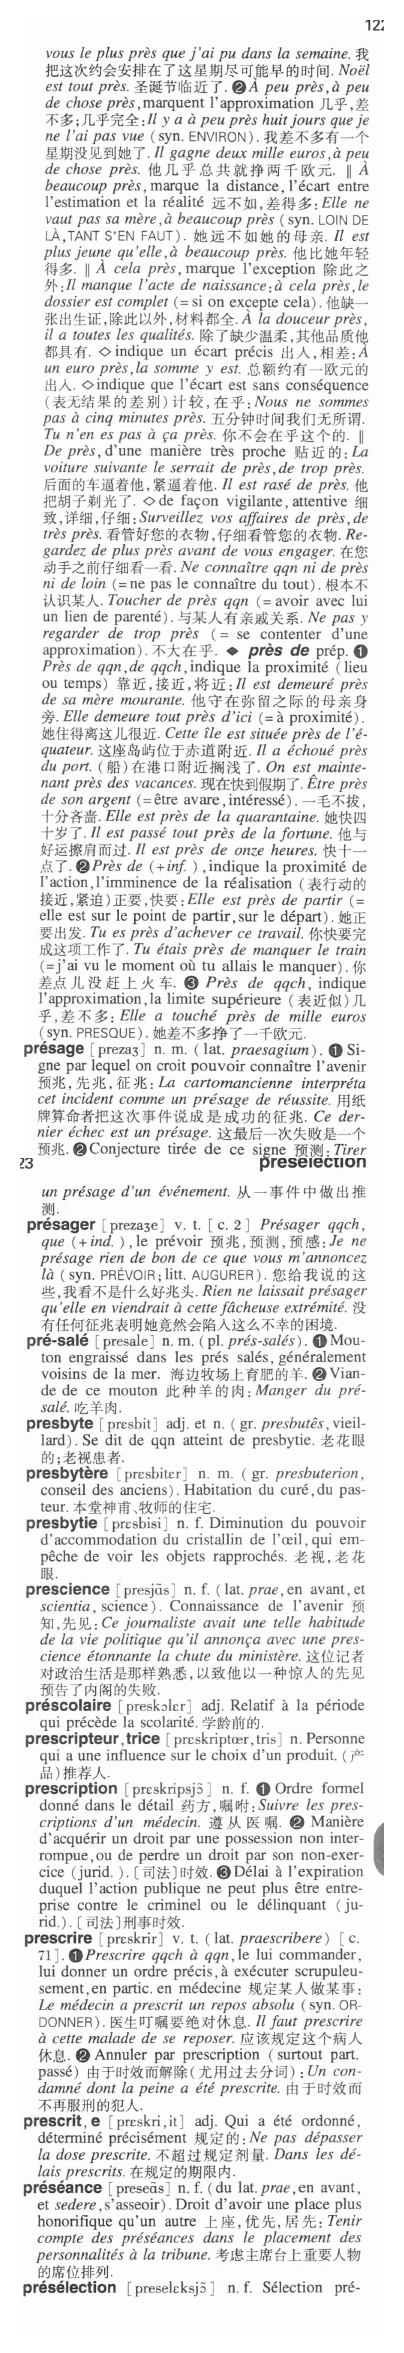 122
vous le plus près que j'ai pu dans la semaine. 我
把这次约会安排在了这星期尽可能早的时间. Noël
est tout près. 圣诞节临近了. ❷À peu près, à peu
de chose près, marquent l'approximation 几乎,差
不多;几乎完全:Il y a à peu près huit jours que je
ne l'ai pas vue (syn. ENVIRON). 我差不多有一个
星期没见到她了. Il gagne deux mille euros, à peu
de chose près. 他几乎总共就挣两千欧元. ‖ À
beaucoup près, marque la distance, l'écart entre
l'estimation et la réalité 远不如,差得多:Elle ne
vaut pas sa mère, à beaucoup près (syn. LOIN DE
LÀ, TANT S'EN FAUT). 她远不如她的母亲. Il est
plus jeune qu'elle, à beaucoup près. 他比她年轻
得多. ‖ À cela près, marque l'exception 除此之
外:Il manque l'acte de naissance: à cela près, le
dossier est complet (= si on excepte cela). 他缺一
张出生证,除此以外,材料都全. À la douceur près,
il a toutes les qualités. 除了缺少温柔,其他品质他
都具有. ◇indique un écart précis 出入,相差:À
un euro près, la somme y est. 总额约有一欧元的
出入. ◇indique que l'écart est sans conséquence
(表无结果的差别) 计较,在乎:Nous ne sommes
pas à cinq minutes près. 五分钟时间我们无所谓.
Tu n'en es pas à ça près. 你不会在乎这个的. ‖
De près, d'une manière très proche 贴近的:La
voiture suivante le serrait de près, de trop près.
后面的车逼着他,紧逼着他. Il est rasé de près. 他
把胡子剃光了. ◇de façon vigilante, attentive 细
致,详细,仔细:Surveillez vos affaires de près, de
très près. 看管好您的衣物,仔细看管您的衣物. Re-
gardez de plus près avant de vous engager. 在您
动手之前仔细看一看. Ne connaître qqn ni de près
ni de loin (= ne pas le connaître du tout). 根本不
认识某人. Toucher de près qqn (= avoir avec lui
un lien de parenté). 与某人有亲戚关系. Ne pas y
regarder de trop près (= se contenter d'une
approximation). 不大在乎. ◆ près de prép. ❶
Près de qqn, de qqch, indique la proximité (lieu
ou temps) 靠近,接近,将近:Il est demeuré près
de sa mère mourante. 他守在弥留之际的母亲身
旁. Elle demeure tout près d'ici (= à proximité).
她住得离这儿很近. Cette île est située près de l'é-
quateur. 这座岛屿位于赤道附近. Il a échoué près
du port. (船)在港口附近搁浅了. On est mainte-
nant près des vacances. 现在快到假期了. Être près
de son argent (= être avare, intéressé). 一毛不拔,
十分吝啬. Elle est près de la quarantaine. 她快四
十岁了. Il est passé tout près de la fortune. 他与
好运擦肩而过. Il est près de onze heures. 快十一
点了. ❷Près de (+inf.), indique la proximité de
l'action, l'imminence de la réalisation (表行动的
接近,紧迫)正要,快要:Elle est près de partir (=
elle est sur le point de partir, sur le départ). 她正
要出发. Tu es près d'achever ce travail. 你快要完
成这项工作了. Tu étais près de manquer le train
(= j'ai vu le moment où tu allais le manquer). 你
差点儿没赶上火车. ❸ Près de qqch, indique
l'approximation, la limite supérieure (表近似)几
乎,差不多: Elle a touché près de mille euros
(syn. PRESQUE). 她差不多挣了一千欧元.
présage [prezaʒ] n. m. (lat. praesagium). ❶Si-
gne par lequel on croit pouvoir connaître l'avenir
预兆,先兆,征兆:La cartomancienne interpréta
cet incident comme un présage de réussite. 用纸
牌算命者把这次事件说成是成功的征兆. Ce der-
nier échec est un présage. 这最后一次失败是一个
预兆. ❷Conjecture tirée de ce signe 预测:Tirer
23 présélection
un présage d'un événement. 从一事件中做出推
测.
présager [prezaʒe] v. t. [c. 2] Présager qqch,
que (+ind.), le prévoir 预兆,预测,预感:Je ne
présage rien de bon de ce que vous m'annoncez
là (syn. PRÉVOIR; litt. AUGURER). 您给我说的这
些,我看不是什么好兆头. Rien ne laissait présager
qu'elle en viendrait à cette fâcheuse extrémité. 没
有任何征兆表明她竟然会陷入这么不幸的困境.
pré-salé [presale] n. m. (pl. prés-salés). ❶Mou-
ton engraissé dans les prés salés, généralement
voisins de la mer. 海边牧场上育肥的羊. ❷Vian-
de de ce mouton 此种羊的肉:Manger du pré-
salé. 吃羊肉.
presbyte [prɛsbit] adj. et n. (gr. presbutês, vieil-
lard). Se dit de qqn atteint de presbytie. 老花眼
的;老视患者.
presbytère [prɛsbitɛr] n. m. (gr. presbuterion,
conseil des anciens). Habitation du curé, du pas-
teur. 本堂神甫、牧师的住宅.
presbytie [prɛsbisi] n. f. Diminution du pouvoir
d'accommodation du cristallin de l'œil, qui em-
pêche de voir les objets rapprochés. 老视,老花
眼.
prescience [presjɑ̃s] n. f. (lat. prae, en avant, et
scientia, science). Connaissance de l'avenir 预
知,先见:Ce journaliste avait une telle habitude
de la vie politique qu'il annonça avec une pres-
cience étonnante la chute du ministère. 这位记者
对政治生活是那样熟悉,以致他以一种惊人的先见
预告了内阁的失败.
préscolaire [preskɔlɛr] adj. Relatif à la période
qui précède la scolarité. 学龄前的.
prescripteur, trice [prɛskriptœr, tris] n. Personne
qui a une influence sur le choix d'un produit. (产
品)推荐人.
prescription [prɛskripsjɔ̃] n. f. ❶ Ordre formel
donné dans le détail 药方,嘱咐:Suivre les pres-
criptions d'un médecin. 遵从医嘱. ❷ Manière
d'acquérir un droit par une possession non inter-
rompue, ou de perdre un droit par son non-exer-
cice (jurid.). [司法]时效. ❸Délai à l'expiration
duquel l'action publique ne peut plus être entre-
prise contre le criminel ou le délinquant (ju-
rid.). [司法]刑事时效.
prescrire [prɛskrir] v. t. (lat. praescribere) [c.
71]. ❶Prescrire qqch à qqn, le lui commander,
lui donner un ordre précis, à exécuter scrupuleu-
sement, en partic. en médecine 规定某人做某事:
Le médecin a prescrit un repos absolu (syn. OR-
DONNER). 医生叮嘱要绝对休息. Il faut prescrire
à cette malade de se reposer. 应该规定这个病人
休息. ❷ Annuler par prescription (surtout part.
passé) 由于时效而解除(尤用过去分词):Un con-
damné dont la peine a été prescrite. 由于时效而
不再服刑的犯人.
prescrit, e [prɛskri, it] adj. Qui a été ordonné,
déterminé précisément 规定的:Ne pas dépasser
la dose prescrite. 不超过规定剂量. Dans les dé-
lais prescrits. 在规定的期限内.
préséance [preseɑ̃s] n. f. (du lat. prae, en avant,
et sedere, s'asseoir). Droit d'avoir une place plus
honorifique qu'un autre 上座,优先,居先:Tenir
compte des préséances dans le placement des
personnalités à la tribune. 考虑主席台上重要人物
的席位排列.
présélection [preselɛksjɔ̃] n. f. Sélection pré-